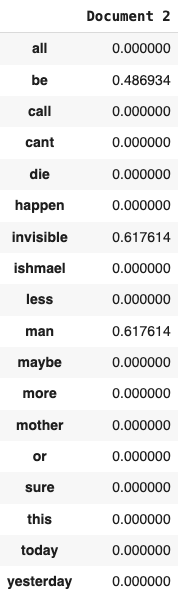 Document 2
all 0.000000
be 0.486934
call 0.000000
cant 0.000000
die 0.000000
happen 0.000000
invisible 0.617614
ishmael 0.000000
less 0.000000
man 0.617614
maybe 0.000000
more 0.000000
mother 0.000000
or 0.000000
sure 0.000000
this 0.000000
today 0.000000
yesterday 0.000000